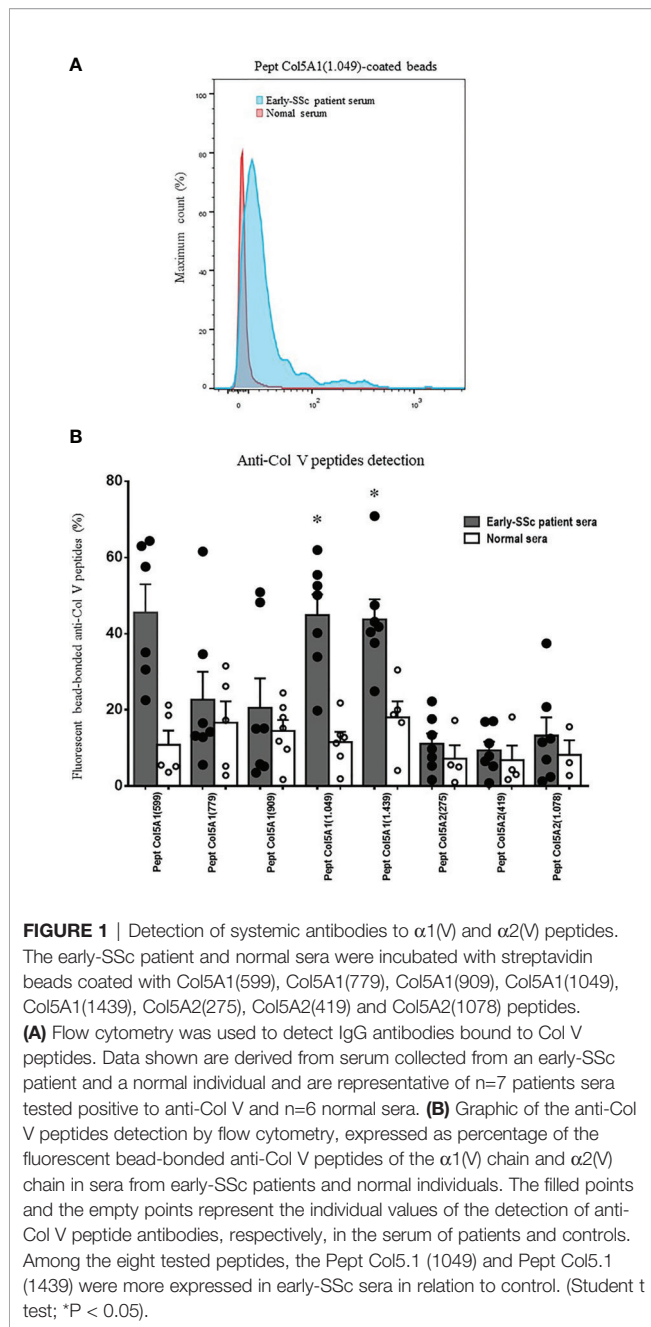 A
Pept Col5A1(1.049)-coated beads
Early-SSc patient serum
Nomal serum
Maximum count (%)
100
80
60
40
20
0
0
10²
10³
B
Anti-Col V peptides detection
Early-SSc patient sera
Normal sera
Fluorescent bead-bonded anti-Col V peptides (%)
80
60
40
20
0
*
*
Pept Col5A1(599)
Pept Col5A1(779)
Pept Col5A1(909)
Pept Col5A1(1.049)
Pept Col5A1(1.439)
Pept Col5A2(275)
Pept Col5A2(419)
Pept Col5A2(1.078)
FIGURE 1 | Detection of systemic antibodies to α1(V) and α2(V) peptides.
The early-SSc patient and normal sera were incubated with streptavidin
beads coated with Col5A1(599), Col5A1(779), Col5A1(909), Col5A1(1049),
Col5A1(1439), Col5A2(275), Col5A2(419) and Col5A2(1078) peptides.
(A) Flow cytometry was used to detect IgG antibodies bound to Col V
peptides. Data shown are derived from serum collected from an early-SSc
patient and a normal individual and are representative of n=7 patients sera
tested positive to anti-Col V and n=6 normal sera. (B) Graphic of the anti-Col
V peptides detection by flow cytometry, expressed as percentage of the
fluorescent bead-bonded anti-Col V peptides of the α1(V) chain and α2(V)
chain in sera from early-SSc patients and normal individuals. The filled points
and the empty points represent the individual values of the detection of anti-
Col V peptide antibodies, respectively, in the serum of patients and controls.
Among the eight tested peptides, the Pept Col5.1 (1049) and Pept Col5.1
(1439) were more expressed in early-SSc sera in relation to control. (Student t
test; *P < 0.05).